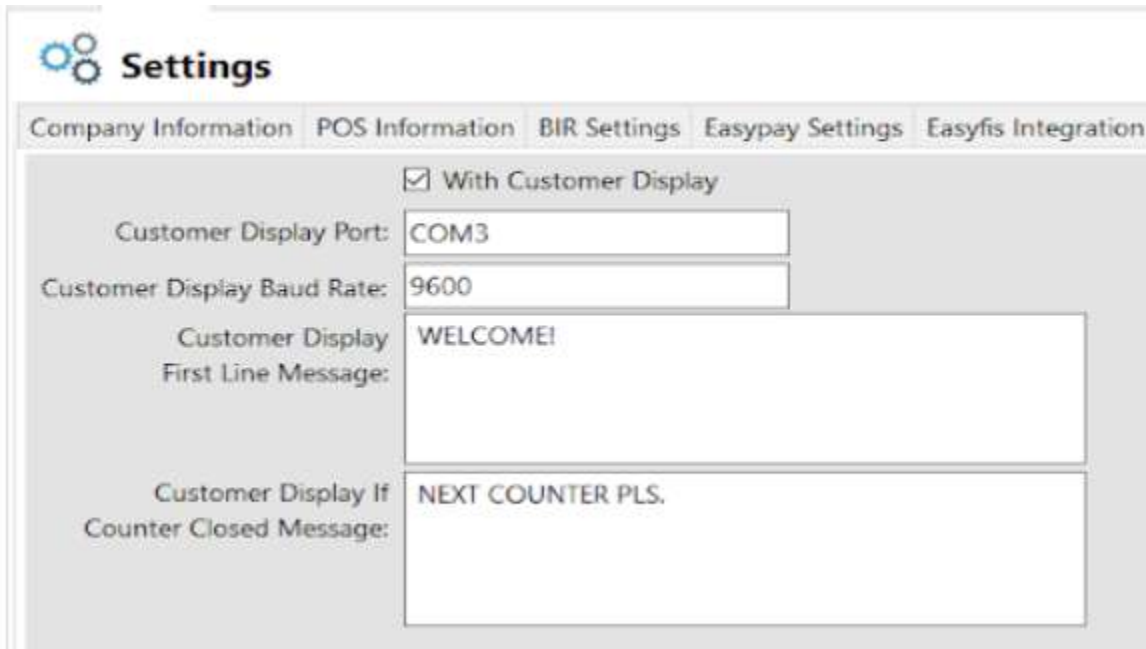 Settings
Company Information POS Information BIR Settings Easypay Settings Easyfis Integration
With Customer Display
Customer Display Port: COM3
Customer Display Baud Rate: 9600
Customer Display
First Line Message:
WELCOME!
Customer Display If
Counter Closed Message:
NEXT COUNTER PLS.